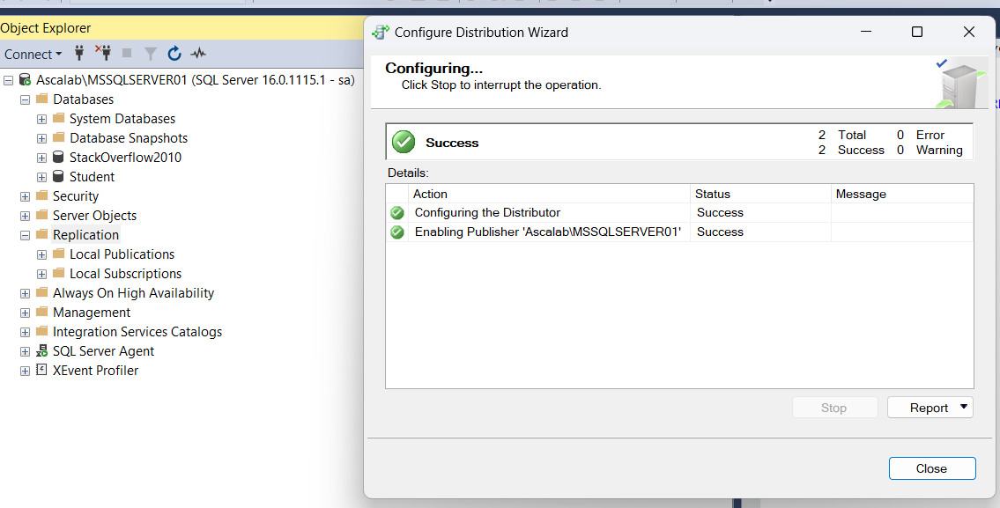 Object Explorer
Connect
Ascalab\MSSQLSERVER01 (SQL Server 16.0.1115.1 - sa)
Databases
System Databases
Database Snapshots
StackOverflow2010
Student
Security
Server Objects
Replication
Local Publications
Local Subscriptions
Always On High Availability
Management
Integration Services Catalogs
SQL Server Agent
XEvent Profiler
Configure Distribution Wizard
Configuring...
Click Stop to interrupt the operation.
Success
2 Total 0 Error
2 Success 0 Warning
Details:
Action Status Message
Configuring the Distributor Success
Enabling Publisher 'Ascalab\MSSQLSERVER01' Success
Stop
Report
Close